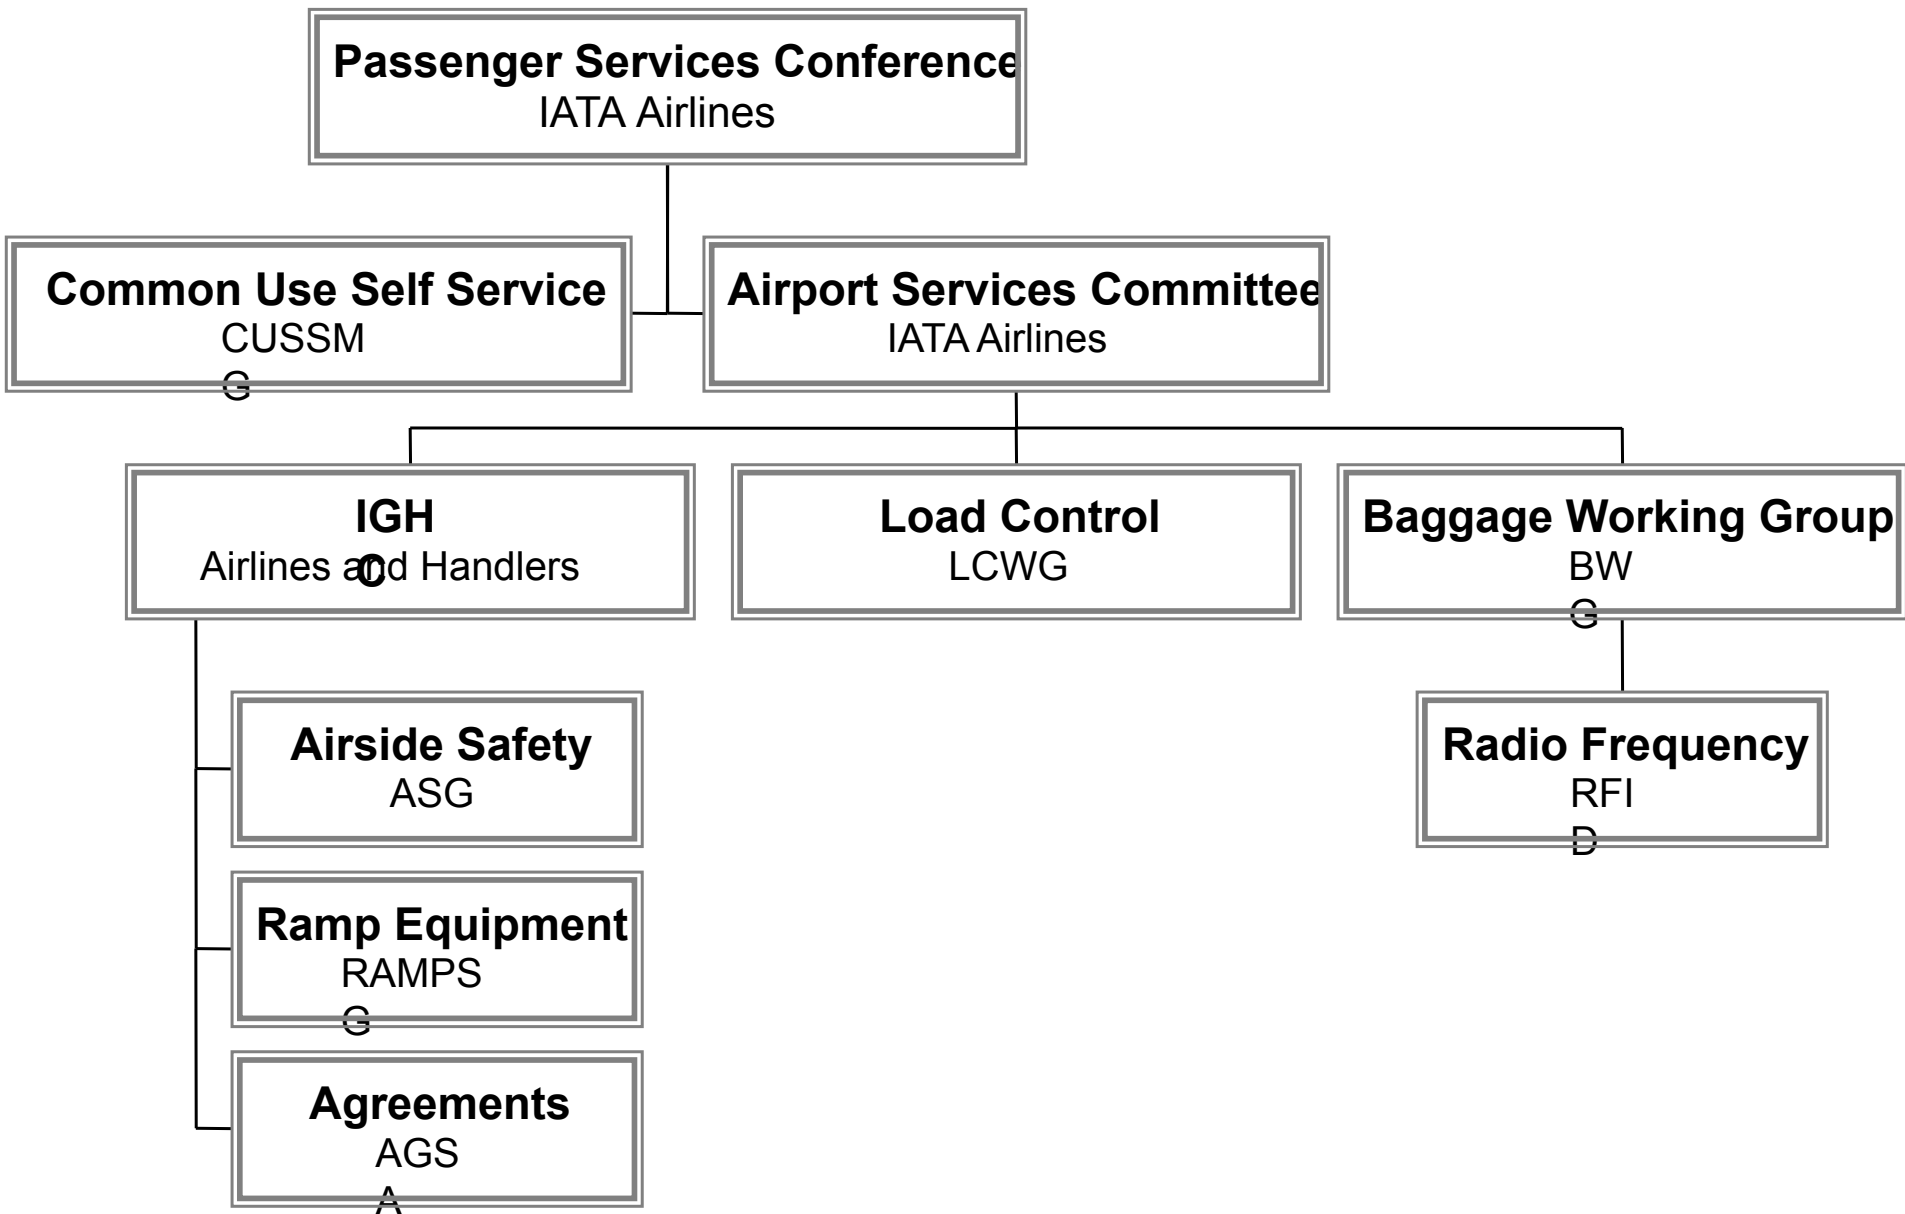 Passenger Services Conference
IATA Airlines
Common Use Self Service
CUSSM
G
Airport Services Committee
IATA Airlines
IGH
C
Airlines and Handlers
Load Control
LCWG
Baggage Working Group
BW
G
Airside Safety
ASG
Radio Frequency
RFI
D
Ramp Equipment
RAMPS
G
Agreements
AGS
A